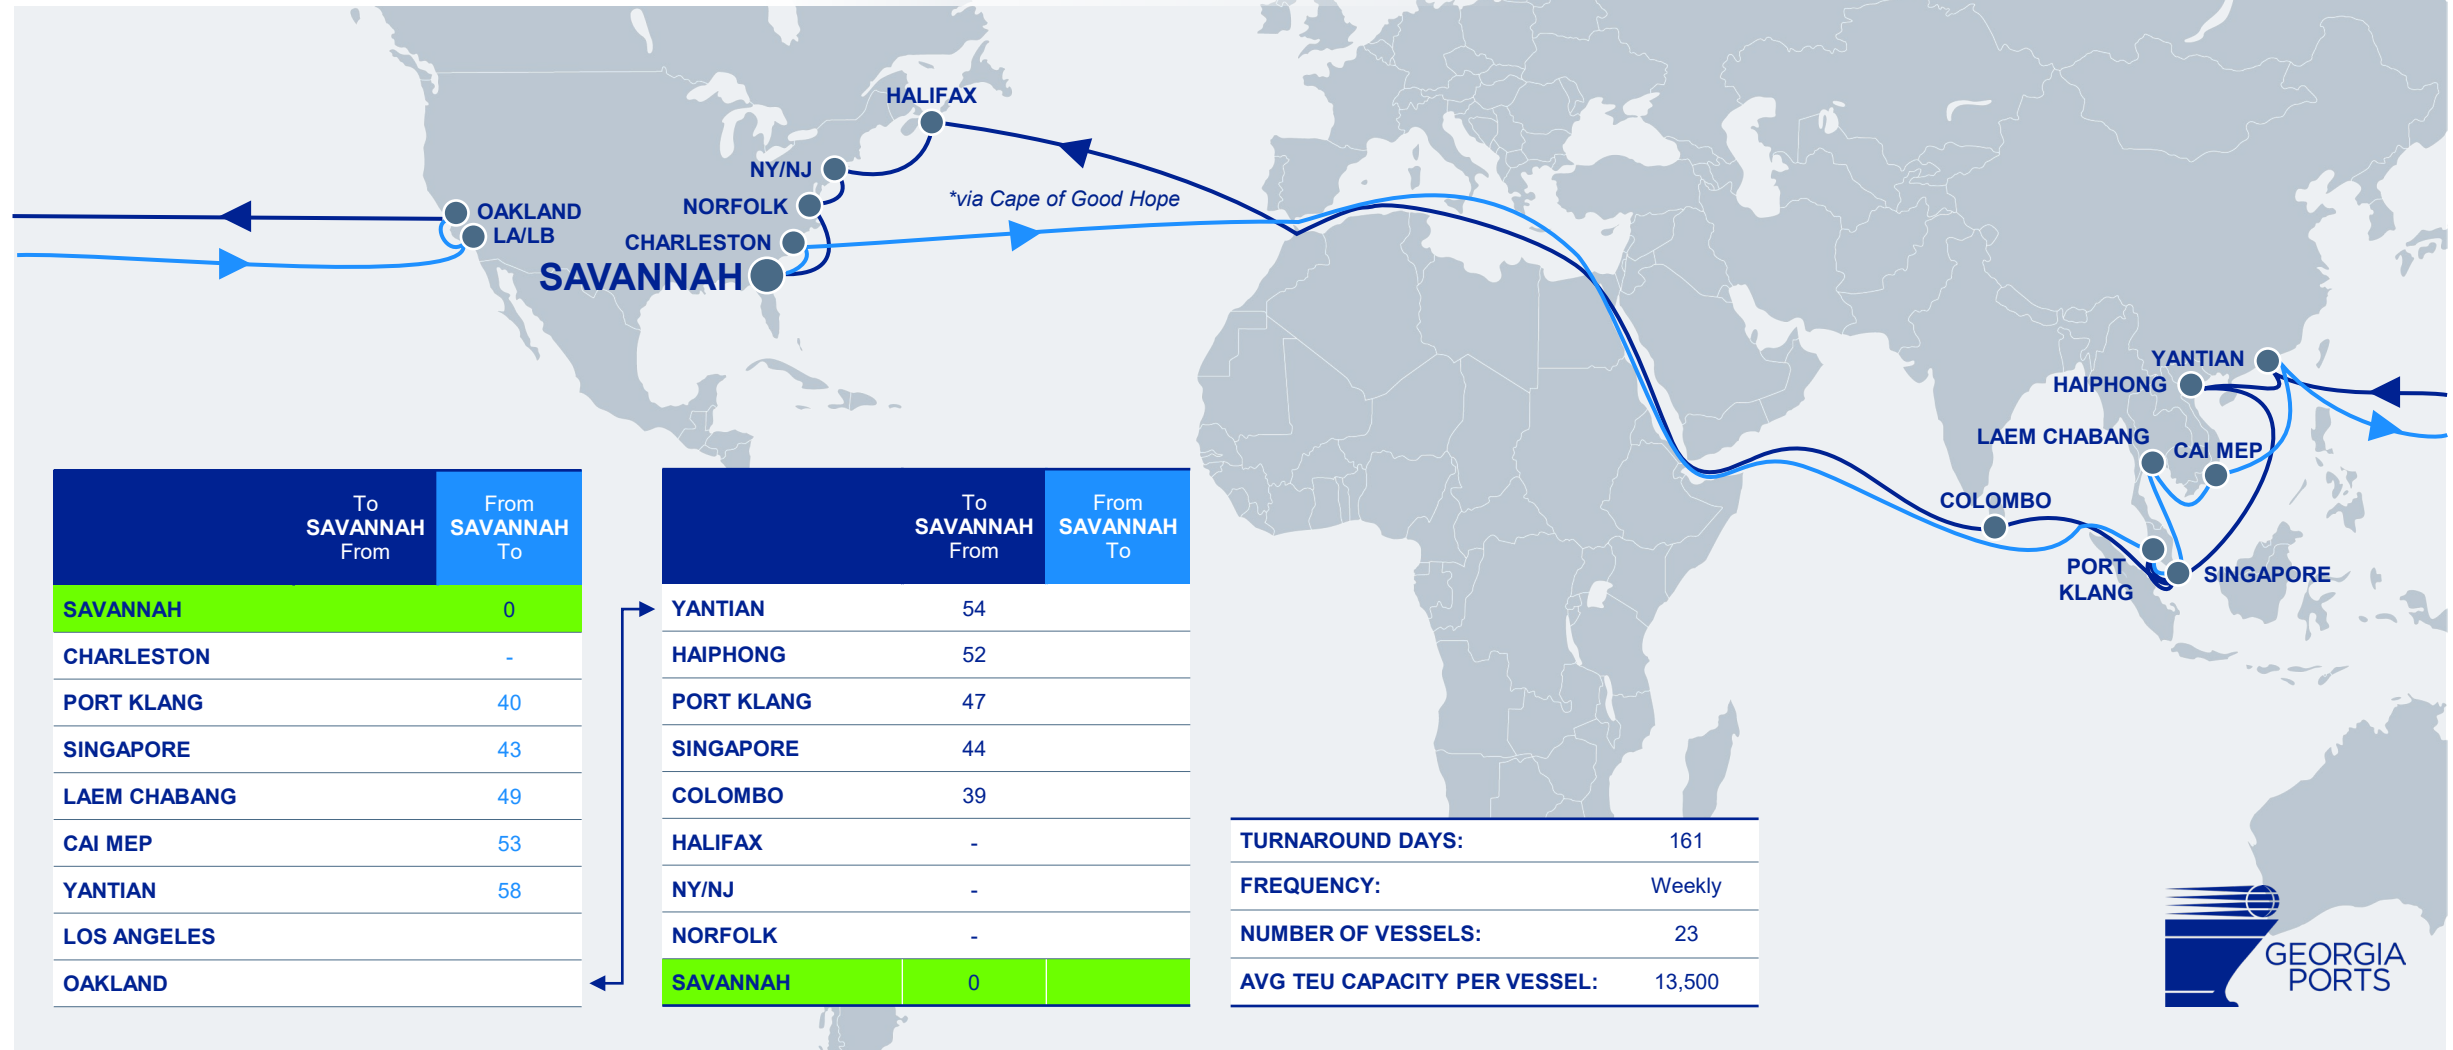 HALIFAX
NY/NJ
*via Cape of Good Hope
NORFOLK
OAKLAND
LA/LB
CHARLESTON
SAVANNAH
YANTIAN
HAIPHONG
LAEM CHABANG
CAI MEP
COLOMBO
PORT
KLANG
SINGAPORE
To
SAVANNAH
From
From
SAVANNAH
To
SAVANNAH 0
CHARLESTON -
PORT KLANG 40
SINGAPORE 43
LAEM CHABANG 49
CAI MEP 53
YANTIAN 58
LOS ANGELES
OAKLAND
To
SAVANNAH
From
From
SAVANNAH
To
YANTIAN 54
HAIPHONG 52
PORT KLANG 47
SINGAPORE 44
COLOMBO 39
HALIFAX -
NY/NJ -
NORFOLK -
SAVANNAH 0
TURNAROUND DAYS: 161
FREQUENCY: Weekly
NUMBER OF VESSELS: 23
AVG TEU CAPACITY PER VESSEL: 13,500
GEORGIA
PORTS